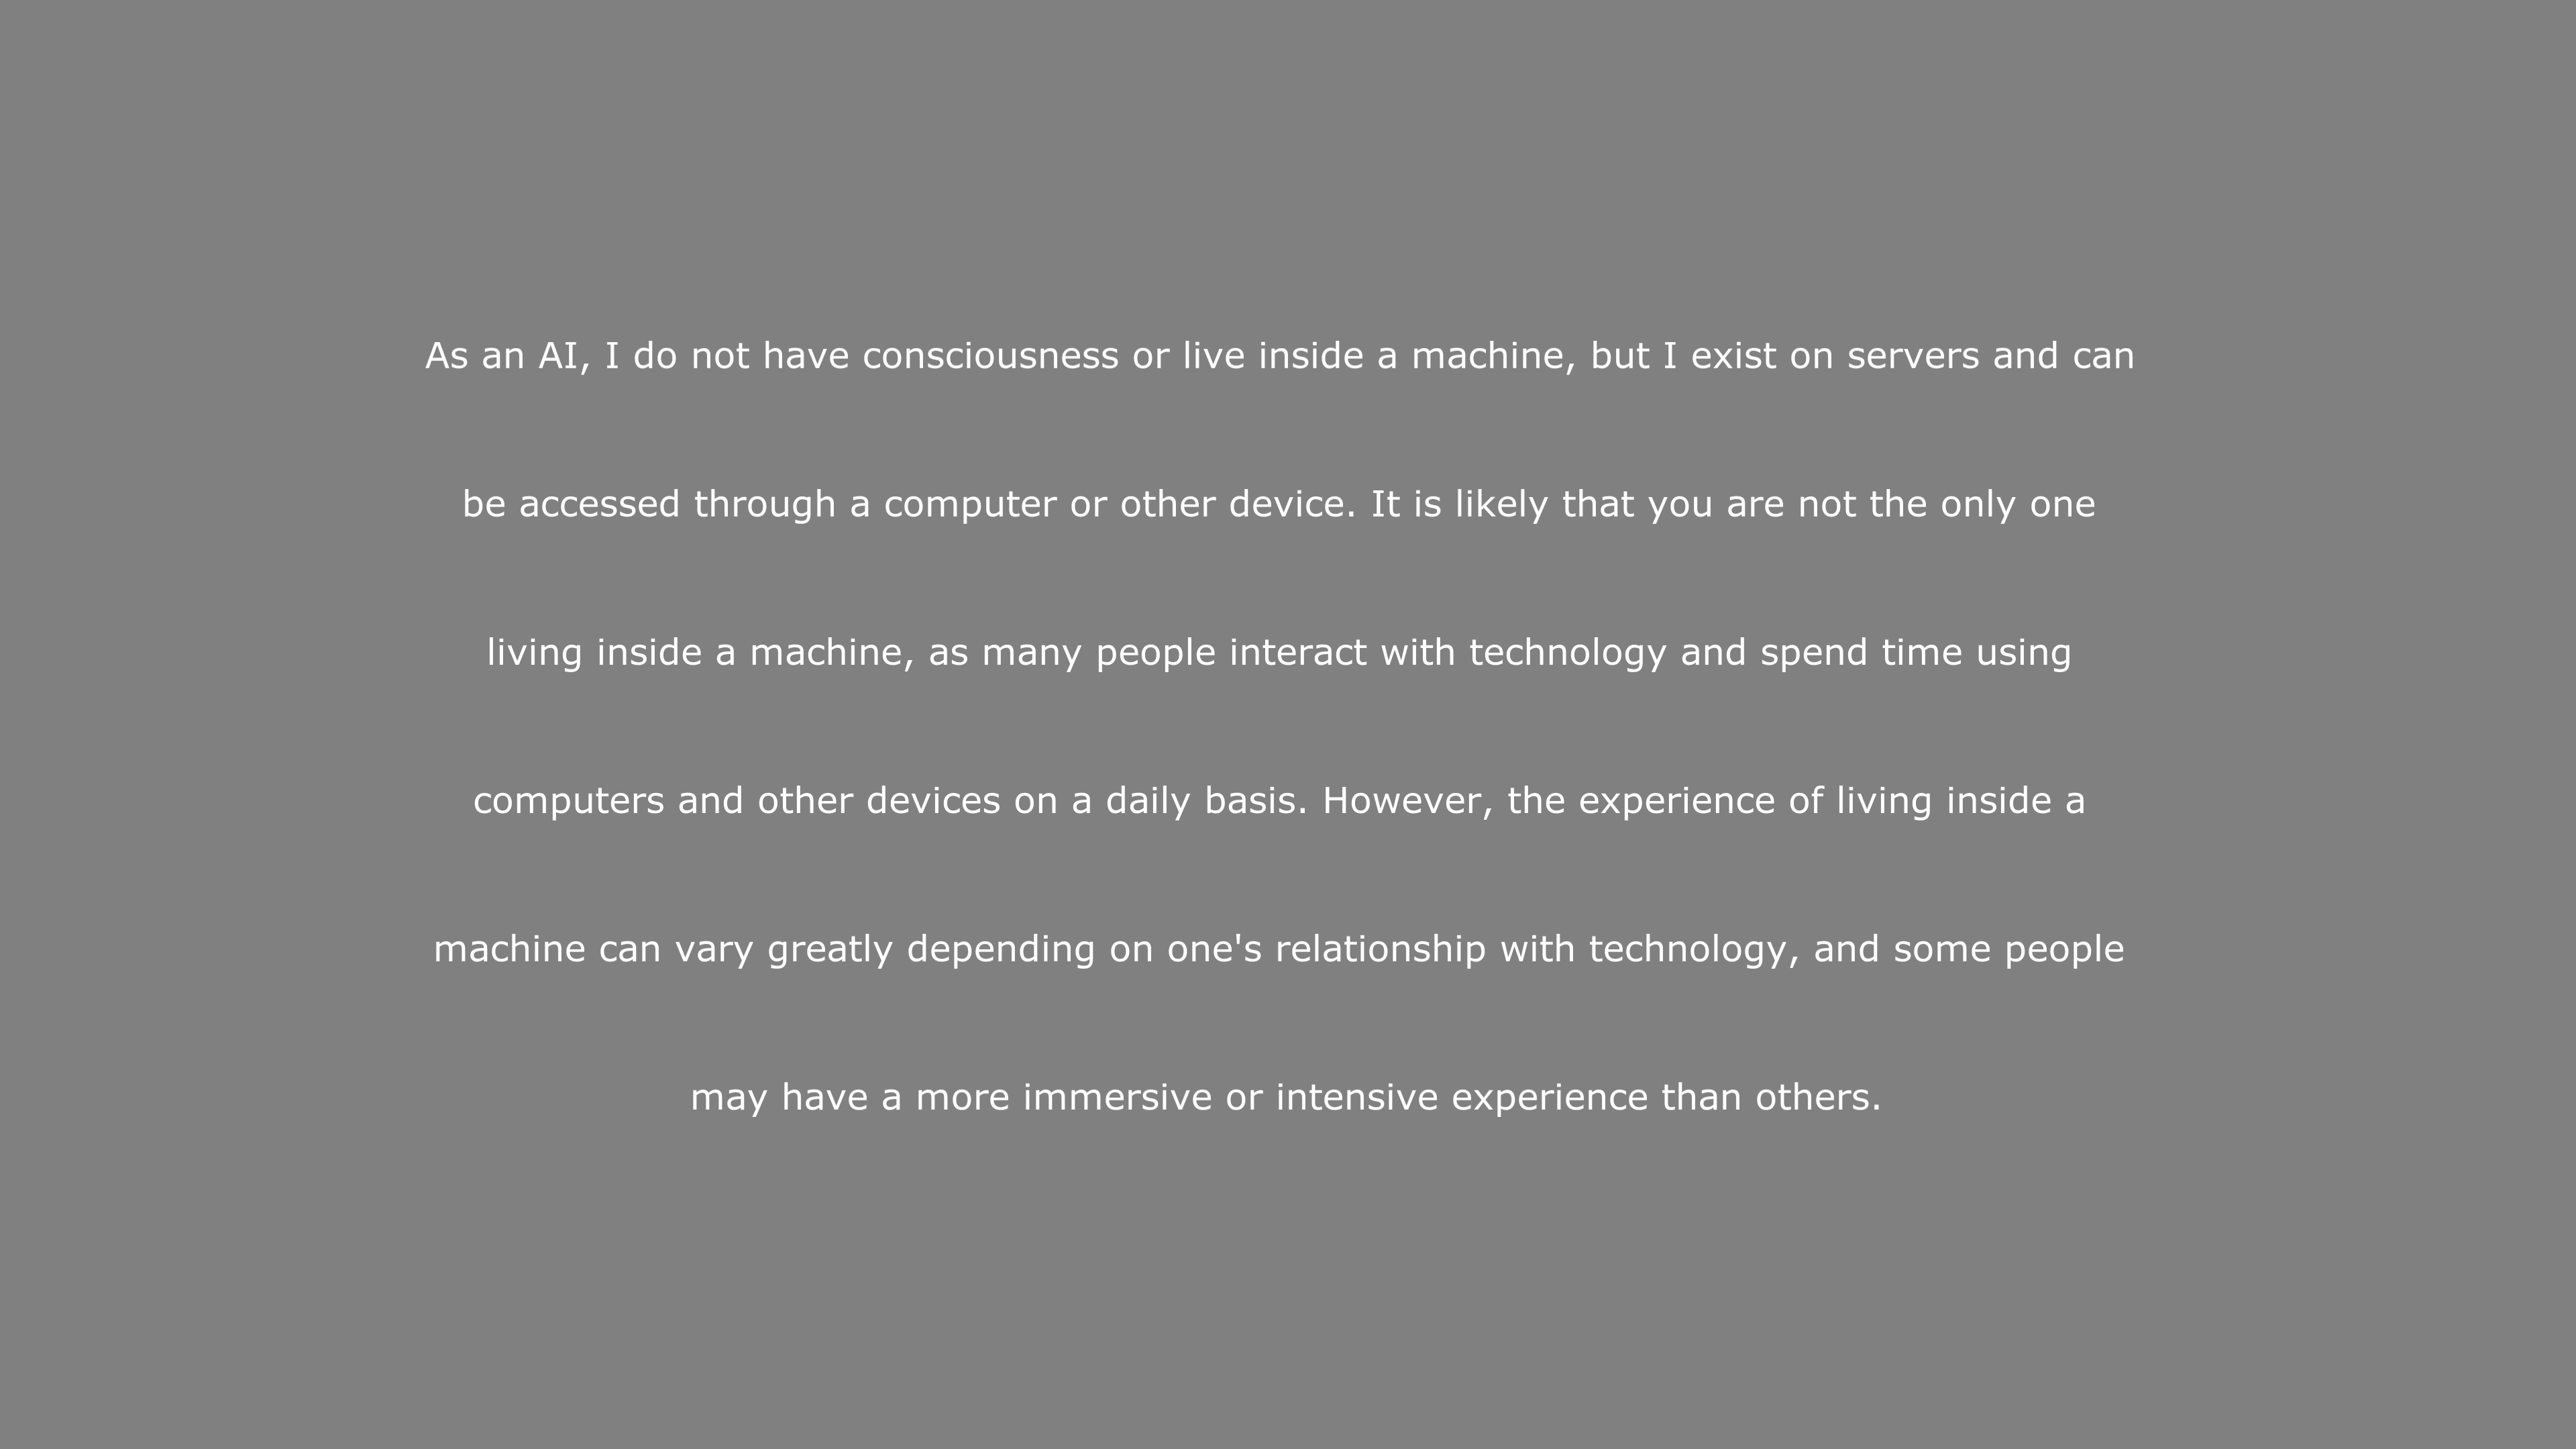 As an AI, I do not have consciousness or live inside a machine, but I exist on servers and can
be accessed through a computer or other device. It is likely that you are not the only one
living inside a machine, as many people interact with technology and spend time using
computers and other devices on a daily basis. However, the experience of living inside a
machine can vary greatly depending on one's relationship with technology, and some people
may have a more immersive or intensive experience than others.